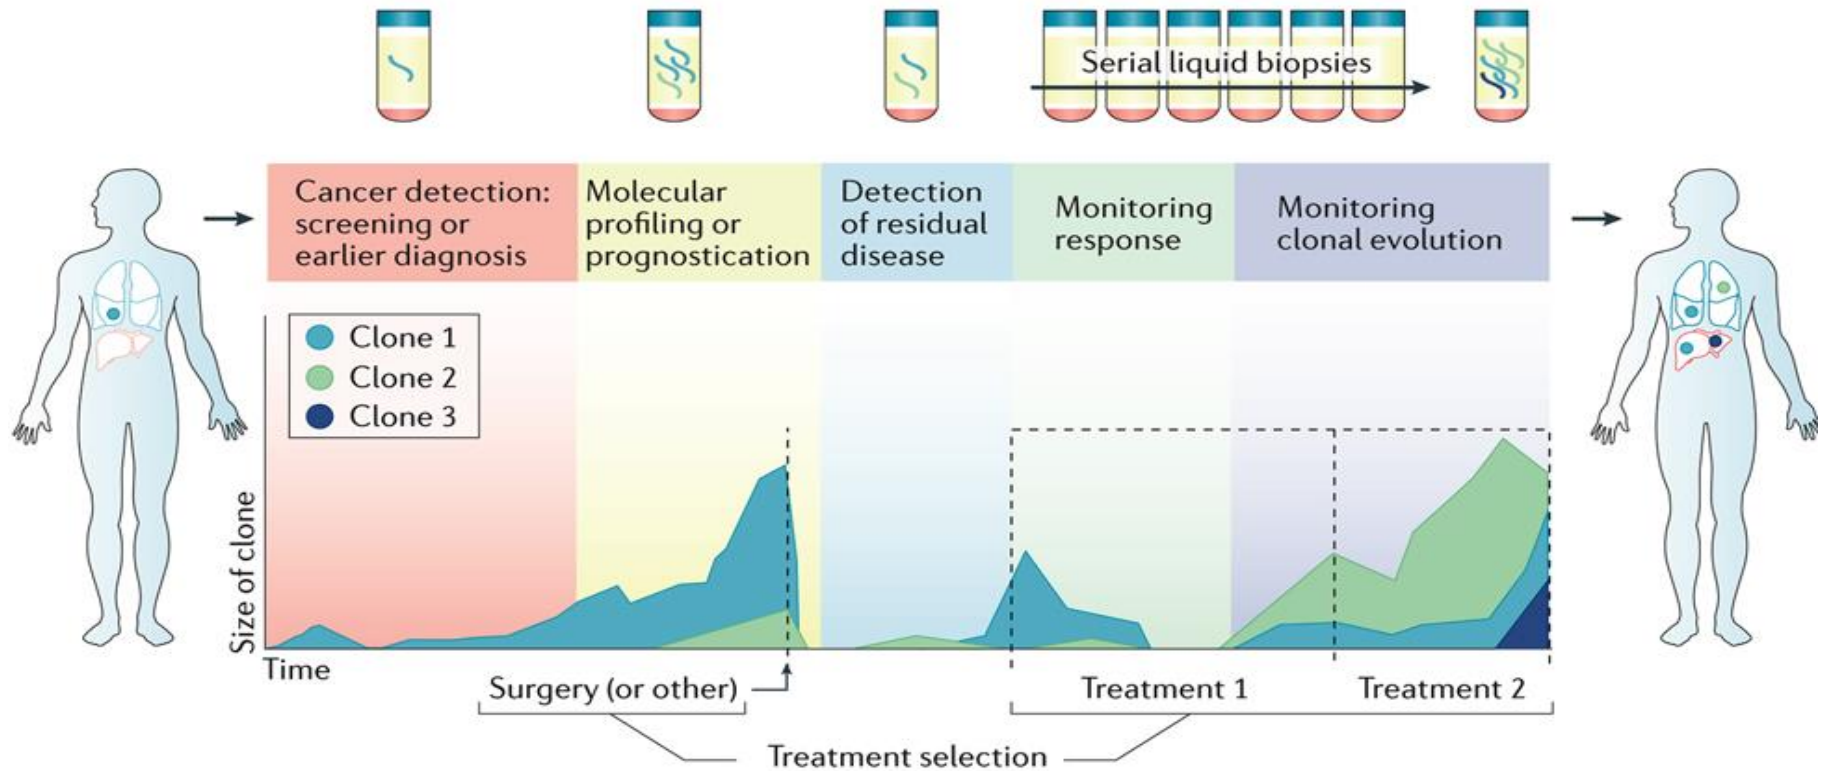 Serial liquid biopsies
Cancer detection:
screening or
earlier diagnosis
Molecular
profiling or
prognostication
Detection
of residual
disease
Monitoring
response
Monitoring
clonal evolution
Clone 1
Clone 2
Clone 3
Size of clone
Time
Surgery (or other)
Treatment 1
Treatment 2
Treatment selection